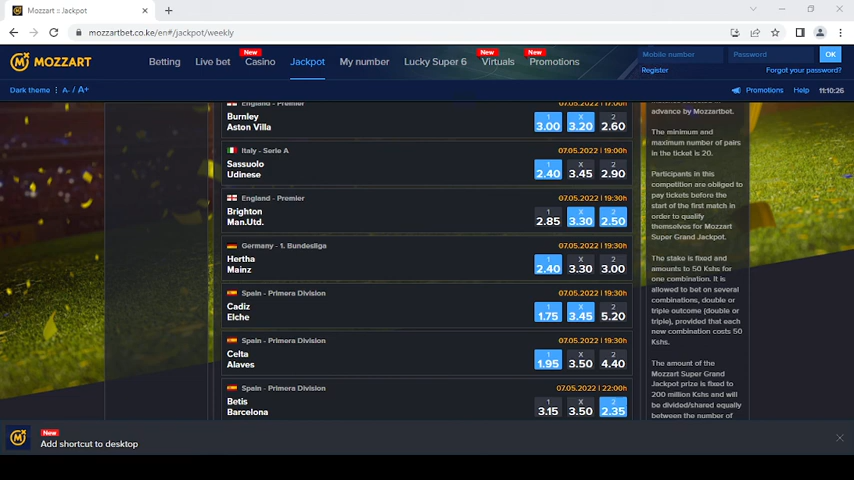 Mozzart :: Jackpot
mozzartbet.co.ke/en#/jackpot/weekly
MOZZART
Betting
Live bet
New
Casino
Jackpot
My number
Lucky Super 6
New
Virtuals
New
Promotions
Mobile number
Password
OK
Register
Forgot your password?
Dark theme
A- / A+
Promotions
Help
11:10:26
England - Premier
07.05.2022 | 17:00h
Burnley
Aston Villa
1
3.00
X
3.20
2
2.60
Italy - Serie A
07.05.2022 | 19:00h
Sassuolo
Udinese
1
2.40
X
3.45
2
2.90
England - Premier
07.05.2022 | 19:30h
Brighton
Man.Utd.
1
2.85
X
3.30
2
2.50
Germany - 1. Bundesliga
07.05.2022 | 19:30h
Hertha
Mainz
1
2.40
X
3.30
2
3.00
Spain - Primera Division
07.05.2022 | 19:30h
Cadiz
Elche
1
1.75
X
3.45
2
5.20
Spain - Primera Division
07.05.2022 | 19:30h
Celta
Alaves
1
1.95
X
3.50
2
4.40
Spain - Primera Division
07.05.2022 | 22:00h
Betis
Barcelona
1
3.15
X
3.50
2
2.35
advance by Mozzartbet.
The minimum and
maximum number of pairs
in the ticket is 20.
Participants in this
competition are obliged to
pay tickets before the
start of the first match in
order to qualify
themselves for Mozzart
Super Grand Jackpot.
The stake is fixed and
amounts to 50 Kshs for
one combination. It is
allowed to bet on several
combinations, double or
triple outcome (double or
triple), provided that each
new combination costs 50
Kshs.
The amount of the
Mozzart Super Grand
Jackpot prize is fixed to
200 million Kshs and will
be divided/shared equally
between the number of
New
Add shortcut to desktop